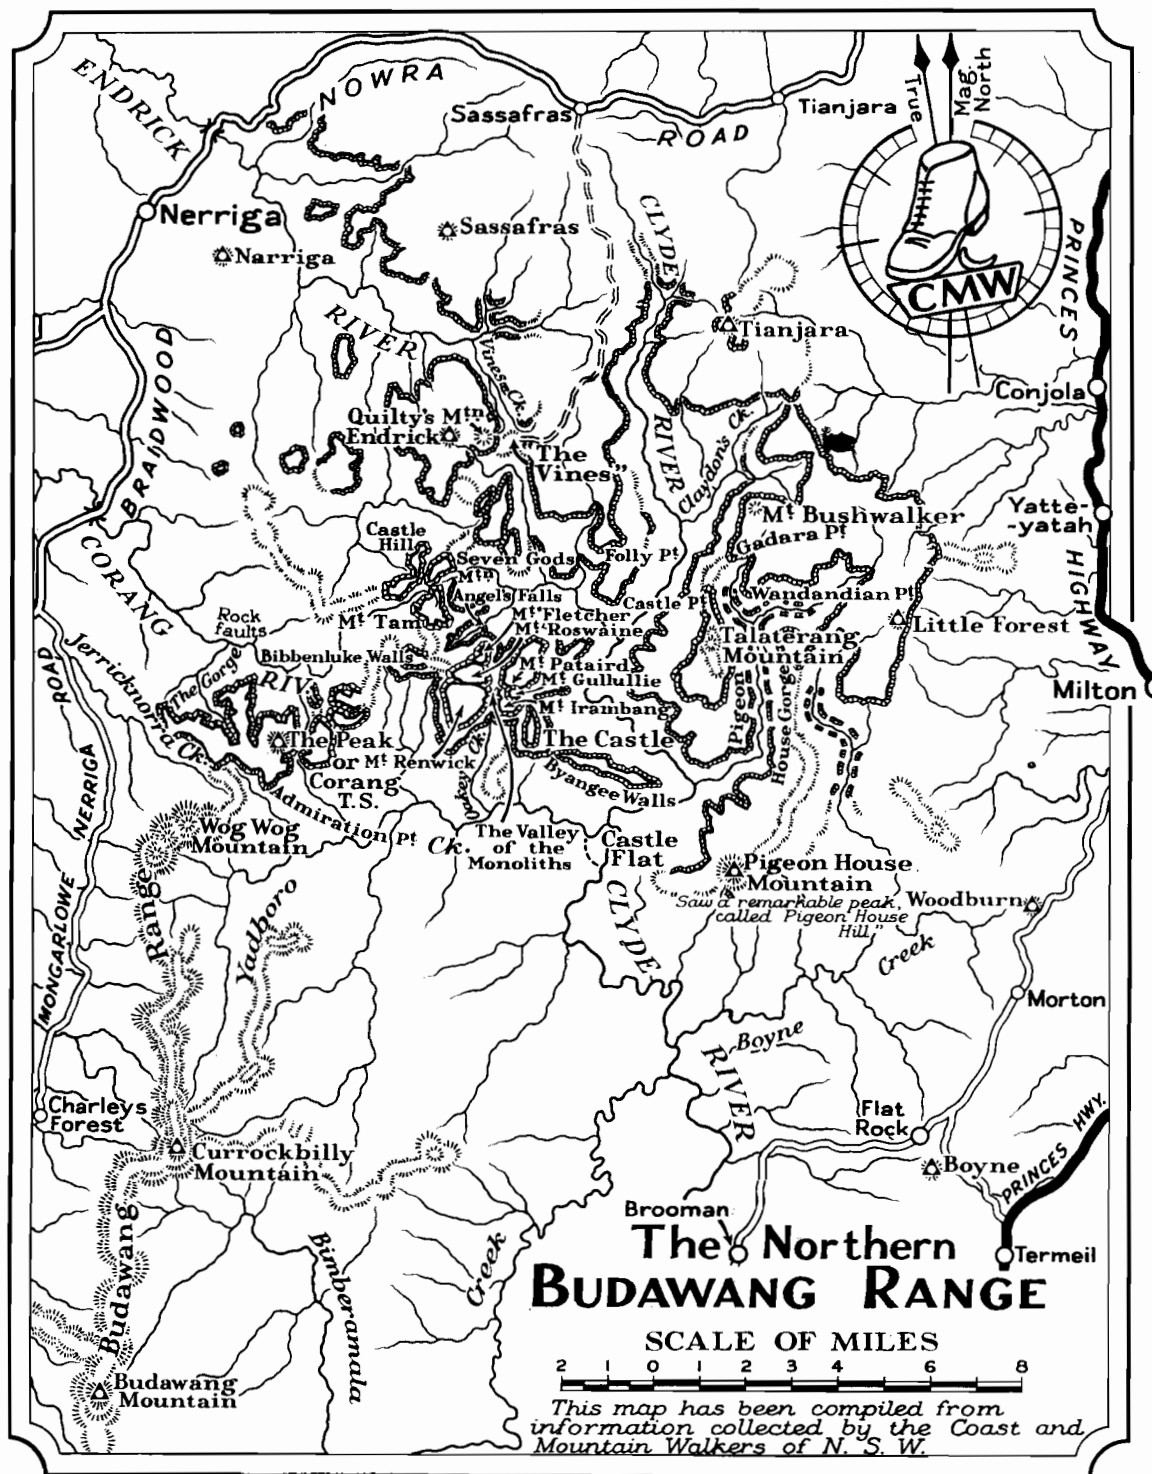 ENDRICK
NOWRA
ROAD
Sassafras
Tianjara
True
Mag. North
CMW
Nerriga
Narriga
Sassafras
CLYDE
PRINCES
RIVER
Tianjara
BRAIDWOOD
Vines Ck.
Conjola
Quilty's Mtn
Endrick
"The
Vines"
RIVER
Claydon's Ck.
Mt Bushwalker
Yatte-
-yatah
HIGHWAY
Gadara Pt
CORANG
Castle
Hill
Seven Gods
Mtn
Folly Pt
Angels Falls
Castle Pt
Wandandian Pt
Rock
faults
Mt Tam
Mt Fletcher
Mt Roswaine
Little Forest
Talaterang
Mountain
ROAD
Jerricknorra Ck.
The Gorge
Bibbenluke Walls
RIV.
Mt Pataird
Mt Gullullie
Milton
Mt Irambang
Pigeon
House Gorge
The Peak
or
Corang
T.S.
Mt Renwick
The Castle
Byangee Walls
NERRIGA
Oakey Ck.
Admiration Pt
Wog Wog
Mountain
Ck.
The Valley
of the
Monoliths
Castle
Flat
Pigeon House
Mountain
"Saw a remarkable peak,
called Pigeon House
Hill,"
Woodburn
Range
Yadboro
CLYDE
Creek
MONGARLOWE
Morton
Boyne
RIVER
Charleys
Forest
Flat
Rock
PRINCES HWY.
Currockbilly
Mountain
Boyne
Budawang
Bimberamala
Creek
Brooman
Termeil
The Northern
BUDAWANG RANGE
SCALE OF MILES
2 1 0 1 2 3 4 6 8
Budawang
Mountain
This map has been compiled from
information collected by the Coast and
Mountain Walkers of N. S. W.